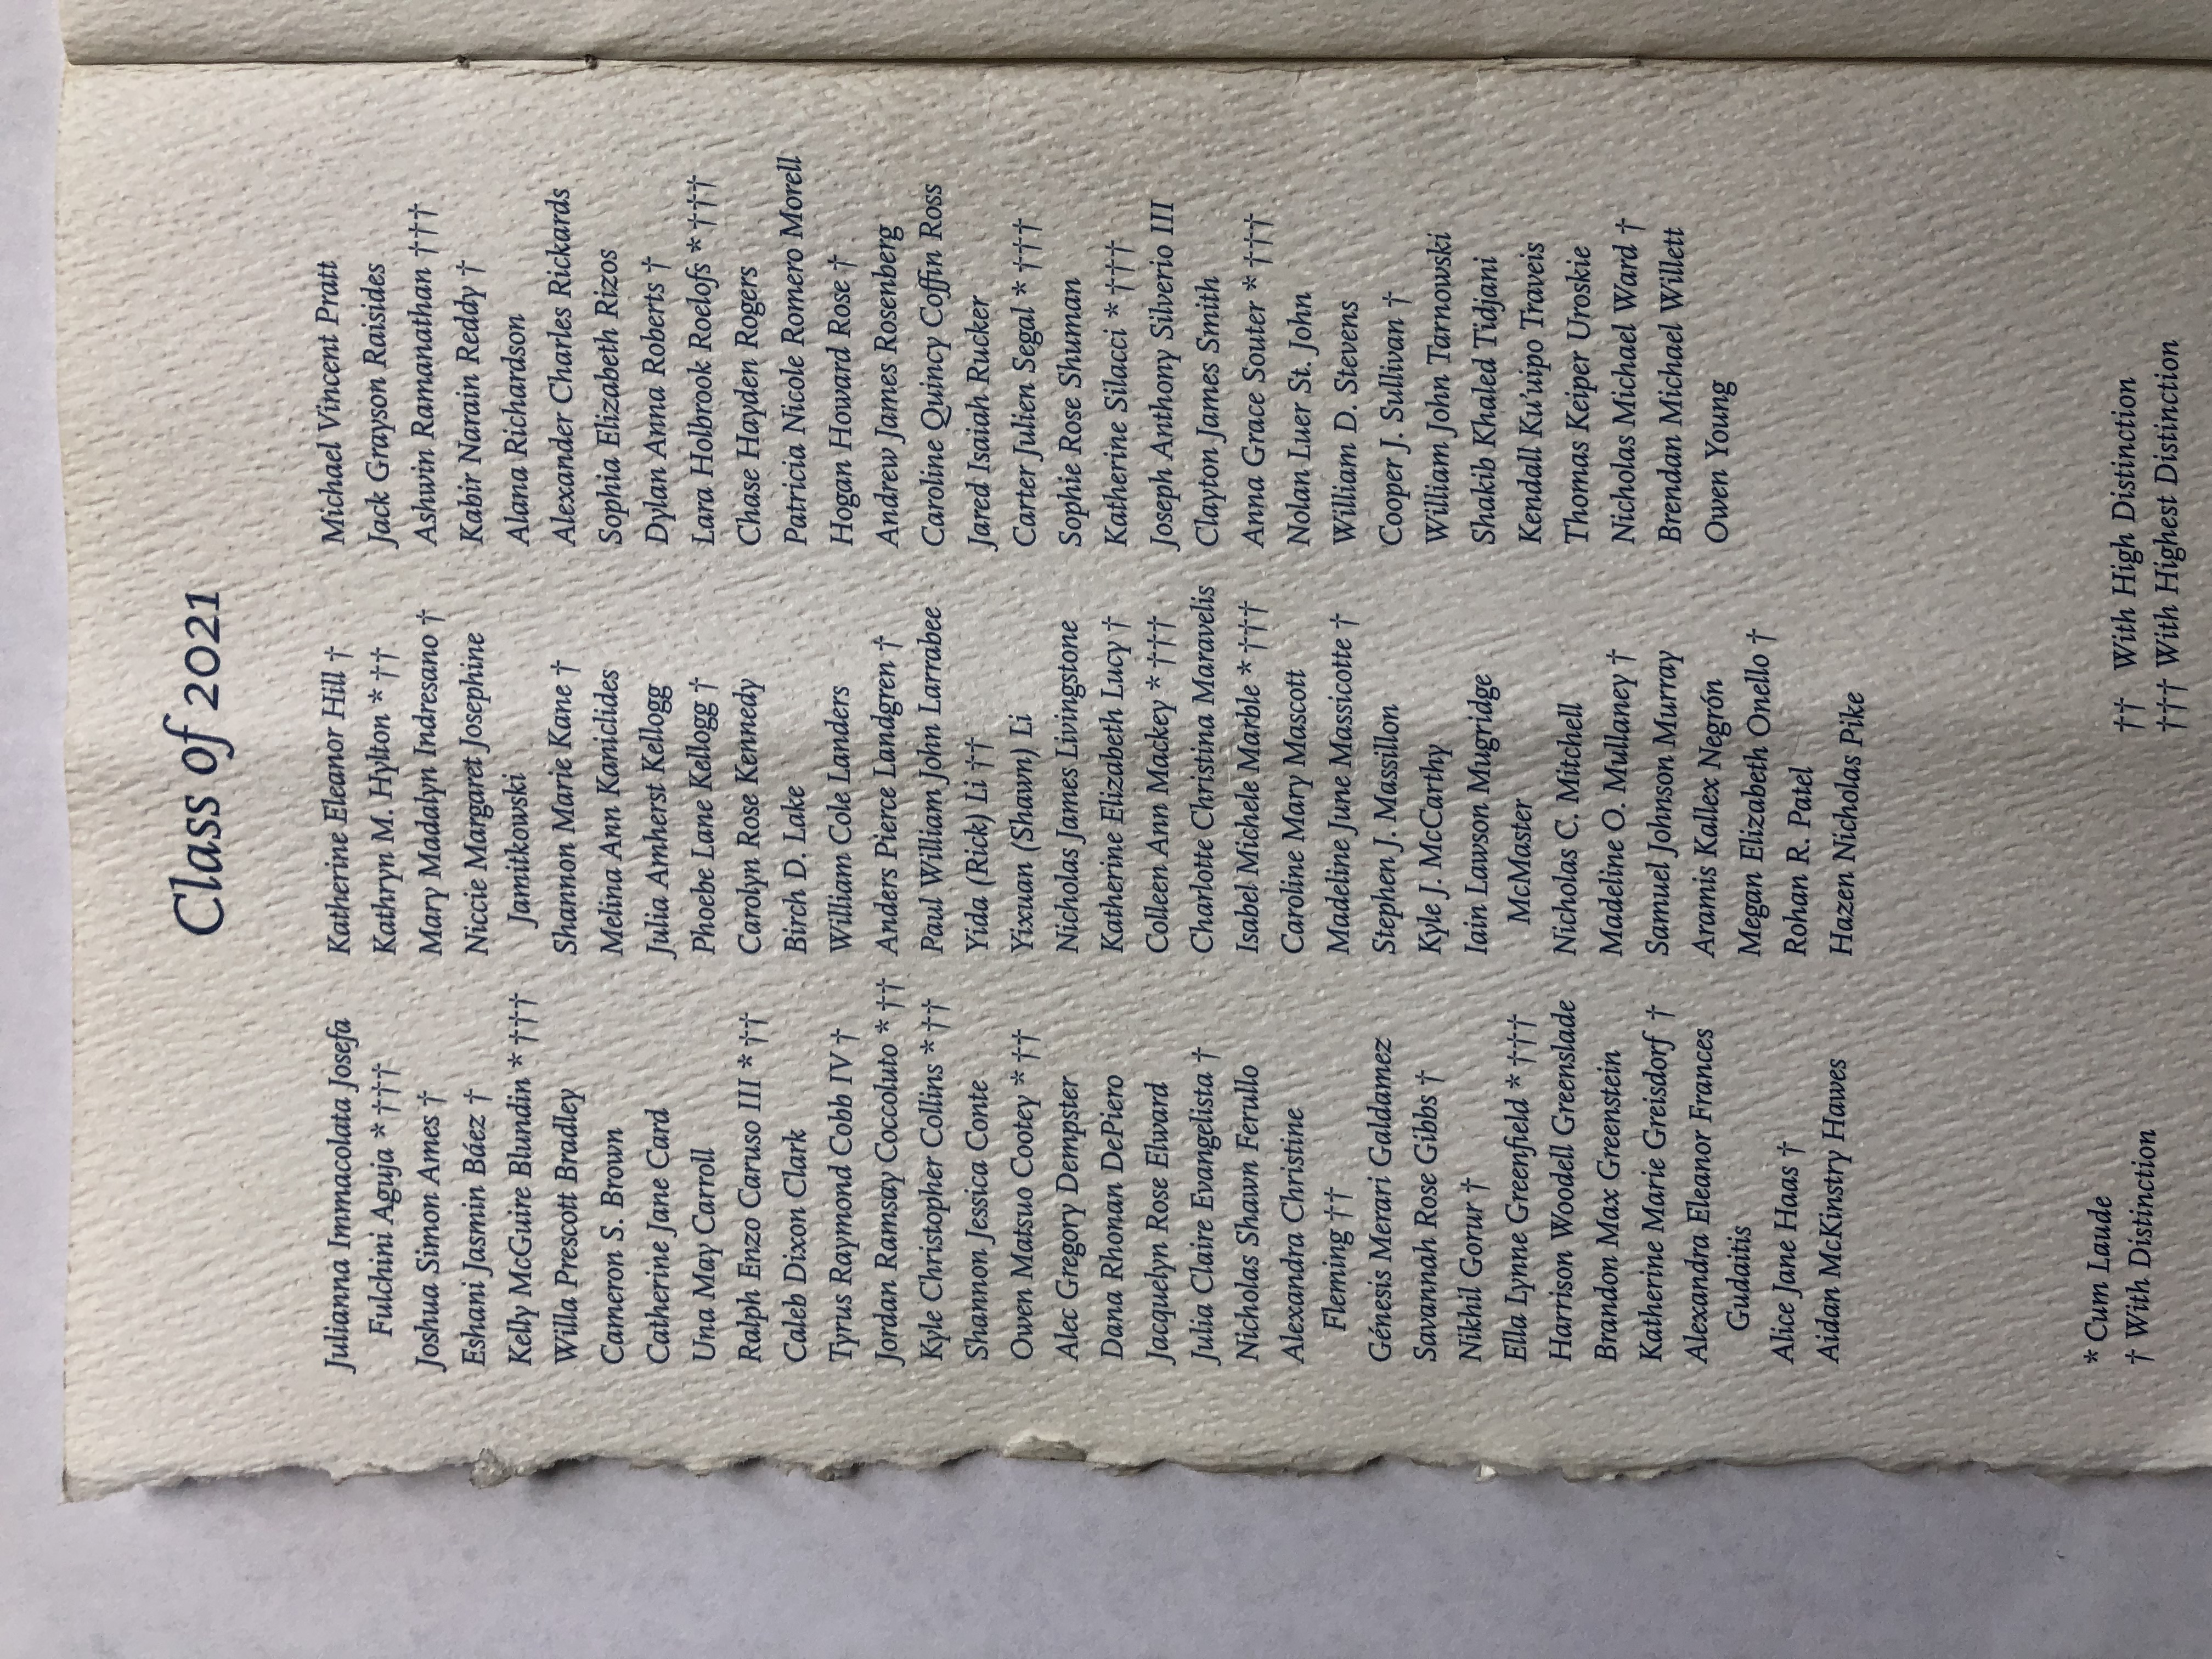 Class of 2021
Julianna Immacolata Josefa
Fulchini Aguja * †††
Joshua Simon Ames †
Eshani Jasmin Báez †
Kelly McGuire Blundin * †††
Willa Prescott Bradley
Cameron S. Brown
Catherine Jane Card
Una May Carroll
Ralph Enzo Caruso III * ††
Caleb Dixon Clark
Tyrus Raymond Cobb IV †
Jordan Ramsay Coccoluto * ††
Kyle Christopher Collins * ††
Shannon Jessica Conte
Owen Matsuo Cootey * ††
Alec Gregory Dempster
Dana Rhonan DePiero
Jacquelyn Rose Elward
Julia Claire Evangelista †
Nicholas Shawn Ferullo
Alexandra Christine
Fleming ††
Génesis Merari Galdamez
Savannah Rose Gibbs †
Nikhil Gorur †
Ella Lynne Greenfield * †††
Harrison Woodell Greenslade
Brandon Max Greenstein
Katherine Marie Greisdorf †
Alexandra Eleanor Frances
Gudaitis
Alice Jane Haas †
Aidan McKinstry Hawes
Katherine Eleanor Hill †
Kathryn M. Hylton * ††
Mary Madalyn Indresano †
Niccie Margaret Josephine
Jamitkowski
Shannon Marie Kane †
Melina Ann Kaniclides
Julia Amherst Kellogg
Phoebe Lane Kellogg †
Carolyn Rose Kennedy
Birch D. Lake
William Cole Landers
Anders Pierce Landgren †
Paul William John Larrabee
Yida (Rick) Li ††
Yixuan (Shawn) Li
Nicholas James Livingstone
Katherine Elizabeth Lucy †
Colleen Ann Mackey * †††
Charlotte Christina Maravelis
Isabel Michele Marble * †††
Caroline Mary Mascott
Madeline June Massicotte †
Stephen J. Massillon
Kyle J. McCarthy
Iain Lawson Mugridge
McMaster
Nicholas C. Mitchell
Madeline O. Mullaney †
Samuel Johnson Murray
Aramis Kallex Negrón
Megan Elizabeth Onello †
Rohan R. Patel
Hazen Nicholas Pike
Michael Vincent Pratt
Jack Grayson Raisides
Ashwin Ramanathan †††
Kabir Narain Reddy †
Alana Richardson
Alexander Charles Rickards
Sophia Elizabeth Rizos
Dylan Anna Roberts †
Lara Holbrook Roelofs * †††
Chase Hayden Rogers
Patricia Nicole Romero Morell
Hogan Howard Rose †
Andrew James Rosenberg
Caroline Quincy Coffin Ross
Jared Isaiah Rucker
Carter Julien Segal * †††
Sophie Rose Shuman
Katherine Silacci * †††
Joseph Anthony Silverio III
Clayton James Smith
Anna Grace Souter * †††
Nolan Luer St. John
William D. Stevens
Cooper J. Sullivan †
William John Tarnowski
Shakib Khaled Tidjani
Kendall Ku'uipo Traveis
Thomas Keiper Uroskie
Nicholas Michael Ward †
Brendan Michael Willett
Owen Young
* Cum Laude
† With Distinction
†† With High Distinction
††† With Highest Distinction